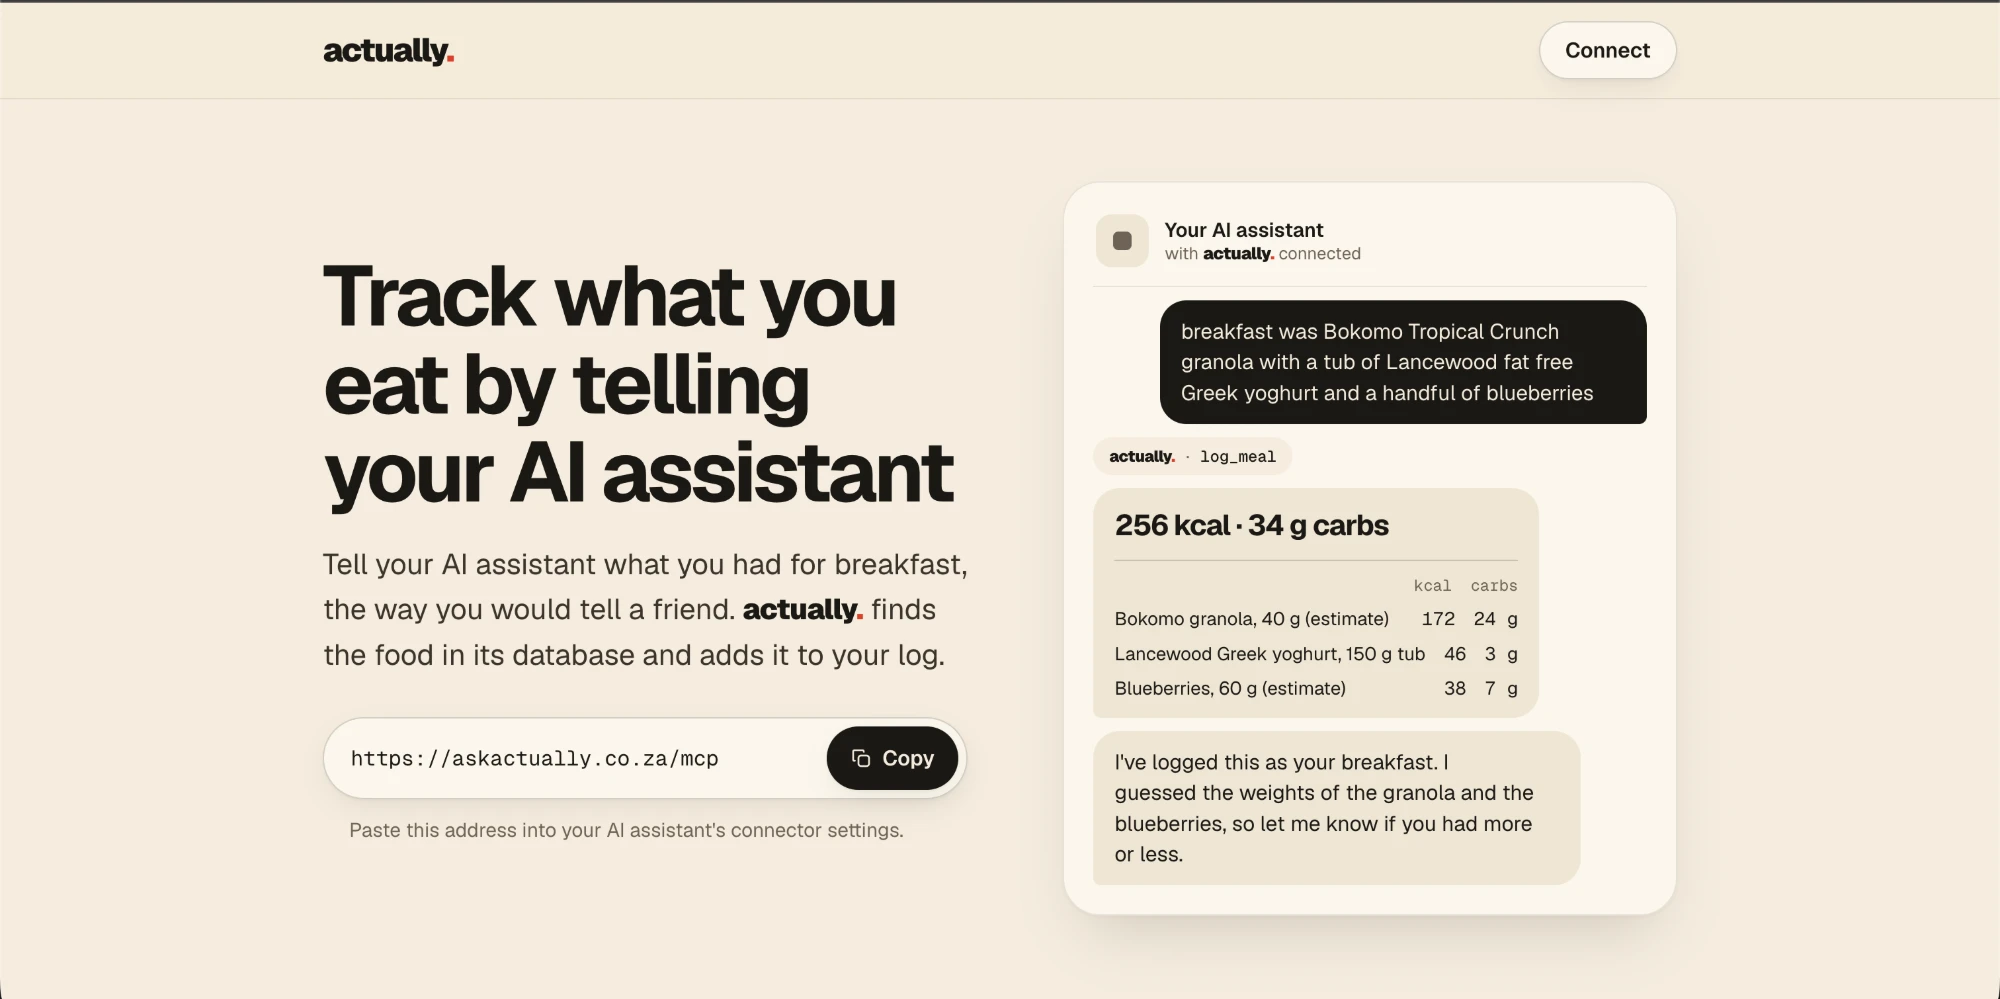 actually.
Connect
Track what you
eat by telling
your AI assistant
Tell your AI assistant what you had for breakfast,
the way you would tell a friend. actually. finds
the food in its database and adds it to your log.
https://askactually.co.za/mcp
Copy
Paste this address into your AI assistant's connector settings.
Your AI assistant
with actually. connected
breakfast was Bokomo Tropical Crunch
granola with a tub of Lancewood fat free
Greek yoghurt and a handful of blueberries
actually. · log_meal
256 kcal · 34 g carbs
kcal carbs
Bokomo granola, 40 g (estimate) 172 24 g
Lancewood Greek yoghurt, 150 g tub 46 3 g
Blueberries, 60 g (estimate) 38 7 g
I've logged this as your breakfast. I
guessed the weights of the granola and the
blueberries, so let me know if you had more
or less.